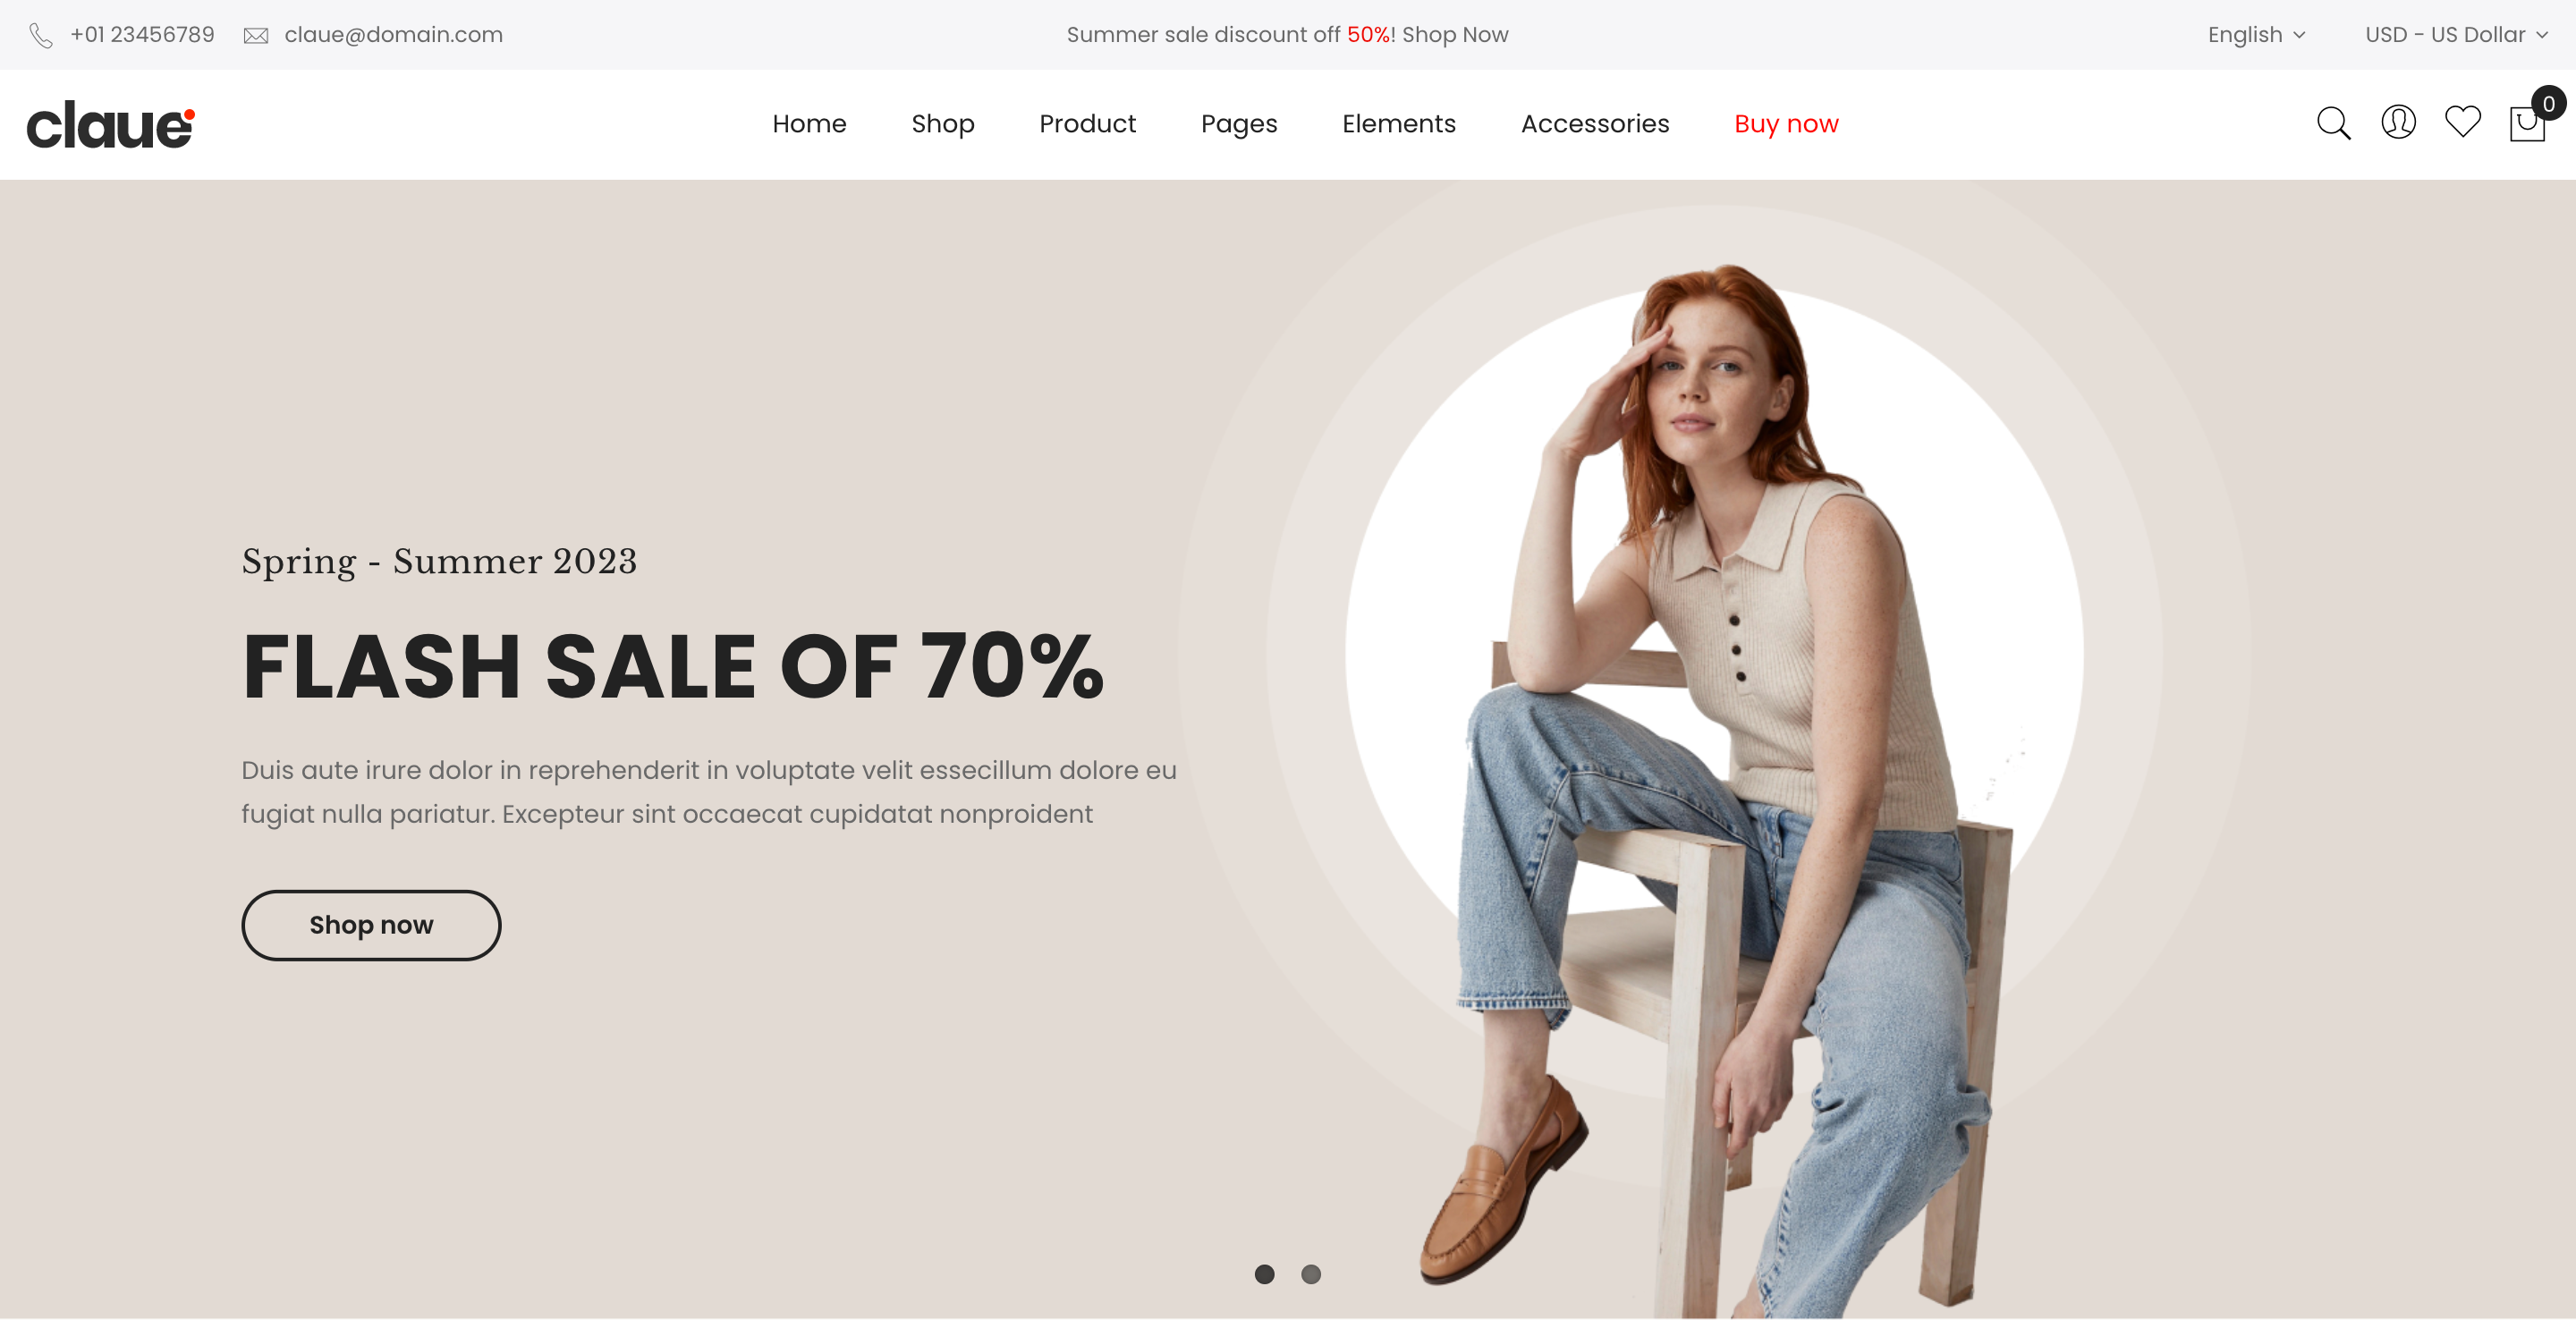 +01 23456789 claue@domain.com Summer sale discount off 50%! Shop Now English USD - US Dollar
claue Home Shop Product Pages Elements Accessories Buy now 0
Spring - Summer 2023
FLASH SALE OF 70%
Duis aute irure dolor in reprehenderit in voluptate velit essecillum dolore eu
fugiat nulla pariatur. Excepteur sint occaecat cupidatat nonproident
Shop now